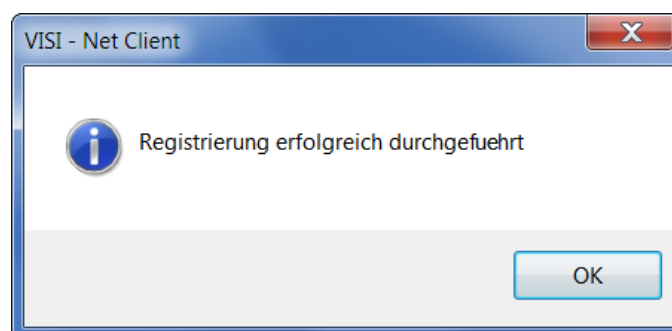 VISI - Net Client
Registrierung erfolgreich durchgefuehrt
OK